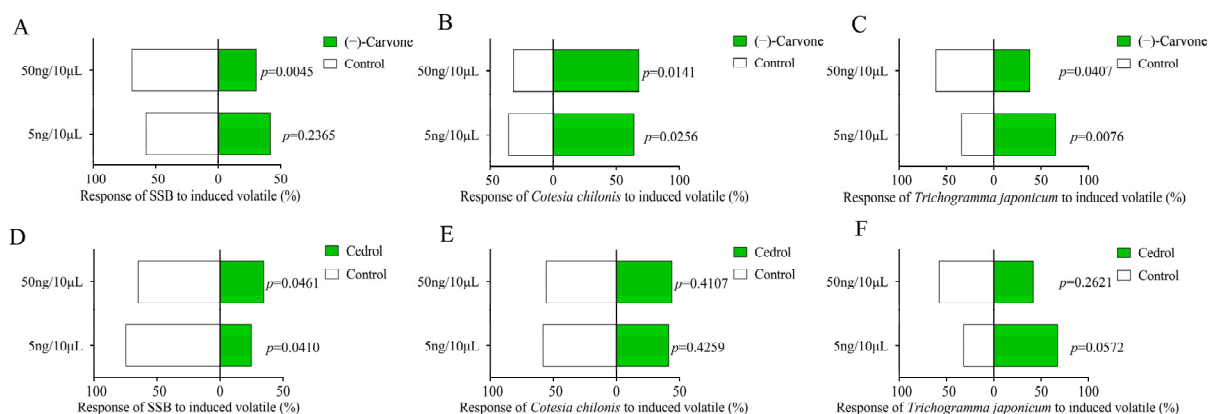 A
(−)-Carvone
Control
50ng/10μL
p=0.0045
5ng/10μL
p=0.2365
100 50 0 50
Response of SSB to induced volatile (%)
B
(−)-Carvone
Control
50ng/10μL
p=0.0141
5ng/10μL
p=0.0256
50 0 50 100
Response of Cotesia chilonis to induced volatile (%)
C
(−)-Carvone
Control
50ng/10μL
p=0.0407
5ng/10μL
p=0.0076
100 50 0 50 100
Response of Trichogramma japonicum to induced volatile (%)
D
Cedrol
Control
50ng/10μL
p=0.0461
5ng/10μL
p=0.0410
100 50 0 50
Response of SSB to induced volatile (%)
E
Cedrol
Control
50ng/10μL
p=0.4107
5ng/10μL
p=0.4259
100 50 0 50
Response of Cotesia chilonis to induced volatile (%)
F
Cedrol
Control
50ng/10μL
p=0.2621
5ng/10μL
p=0.0572
100 50 0 50 100
Response of Trichogramma japonicum to induced volatile (%)